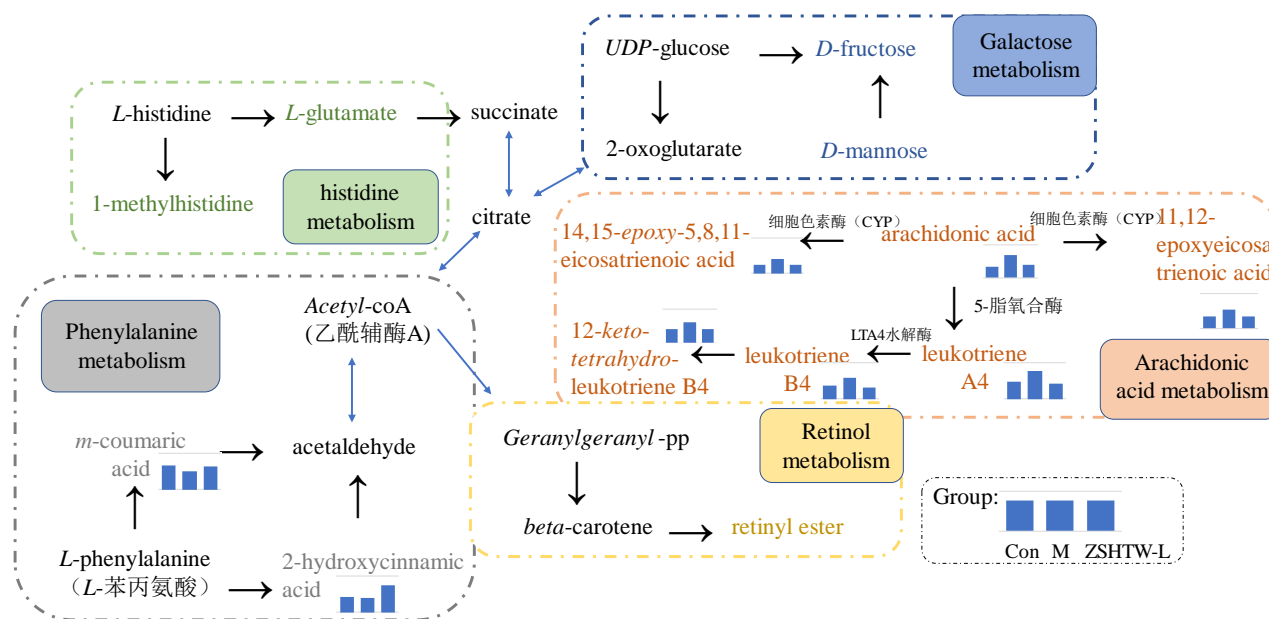 UDP-glucose
D-fructose
Galactose
metabolism
2-oxoglutarate
D-mannose
L-histidine
L-glutamate
succinate
1-methylhistidine
histidine
metabolism
citrate
14,15-epoxy-5,8,11-
eicosatrienoic acid
细胞色素酶（CYP）
arachidonic acid
细胞色素酶（CYP）
11,12-
epoxyeicosa
trienoic acid
5-脂氧合酶
12-keto-
tetrahydro-
leukotriene B4
leukotriene
B4
LTA4水解酶
leukotriene
A4
Arachidonic
acid metabolism
Phenylalanine
metabolism
Acetyl-coA
(乙酰辅酶A)
m-coumaric
acid
acetaldehyde
L-phenylalanine
（L-苯丙氨酸）
2-hydroxycinnamic
acid
Geranylgeranyl -pp
Retinol
metabolism
beta-carotene
retinyl ester
Group:
Con M ZSHTW-L